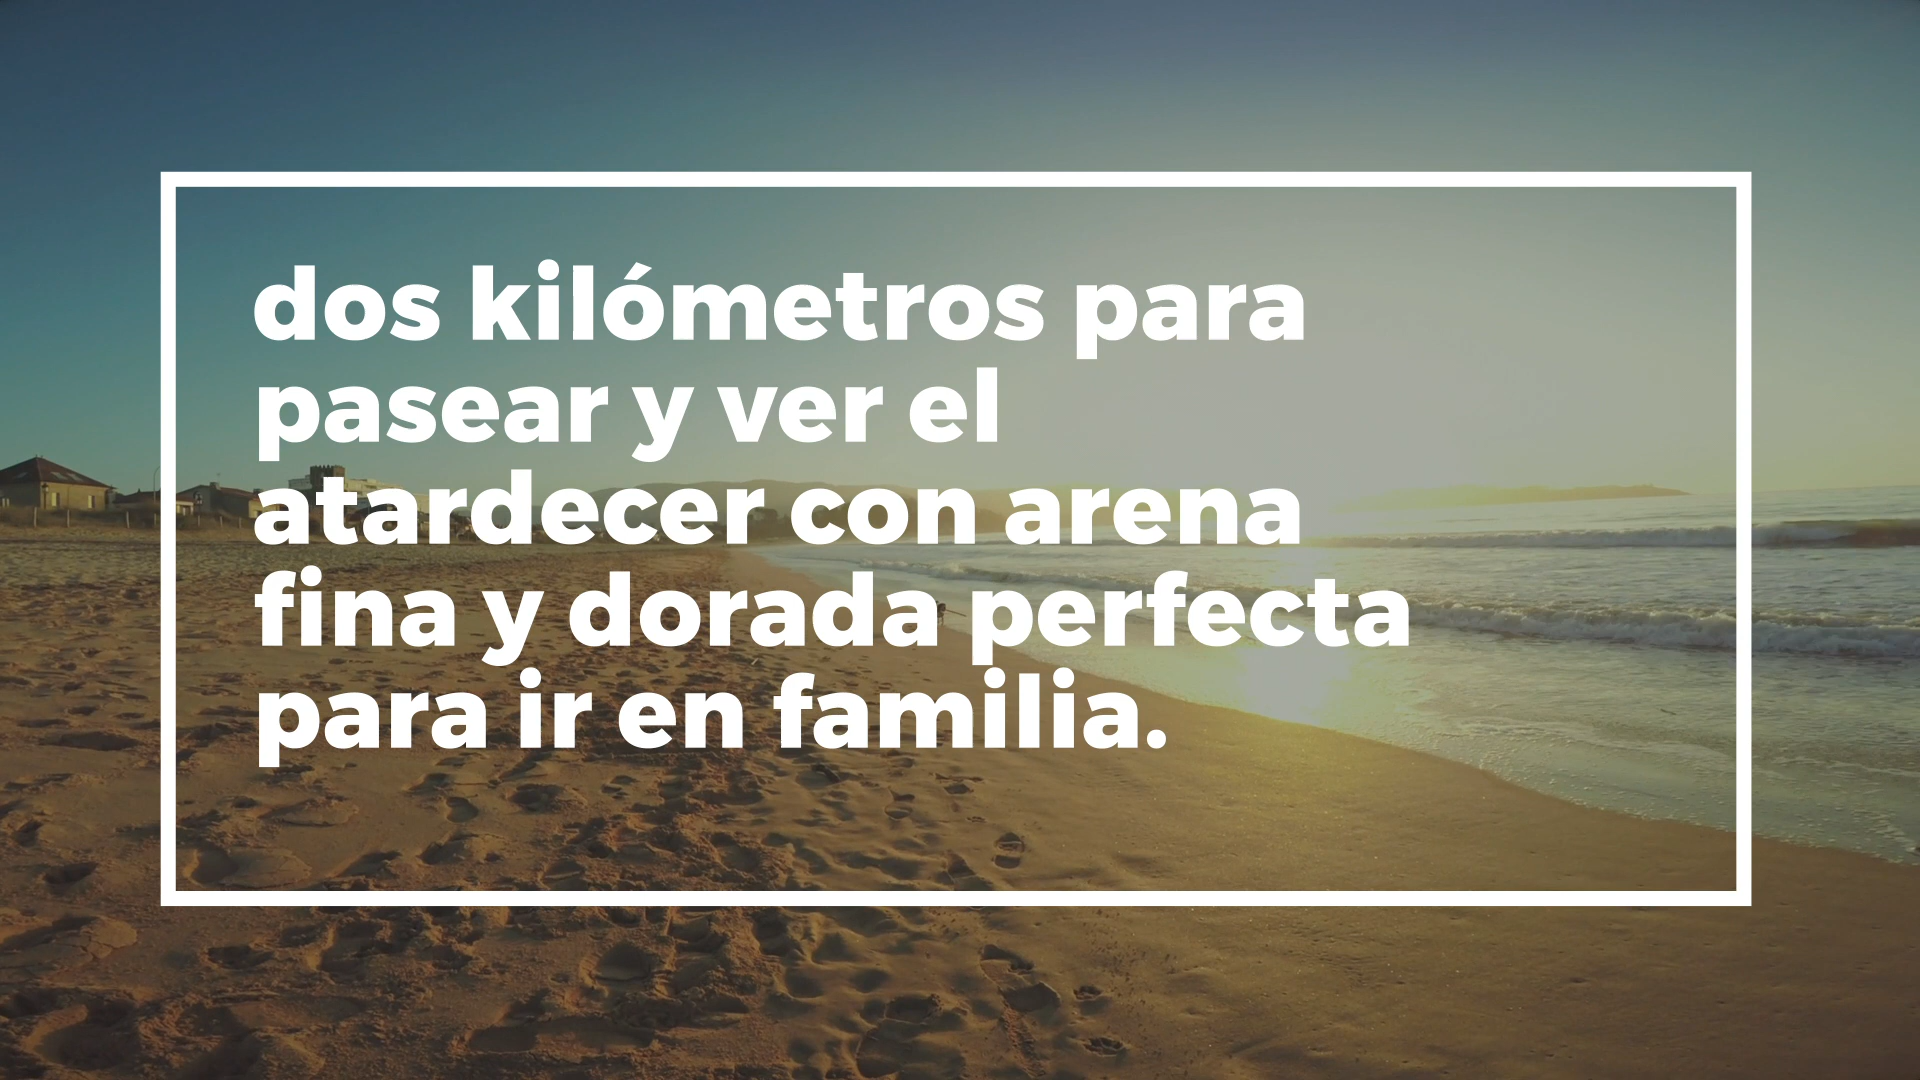 dos kilómetros para
pasear y ver el
atardecer con arena
fina y dorada perfecta
para ir en familia.